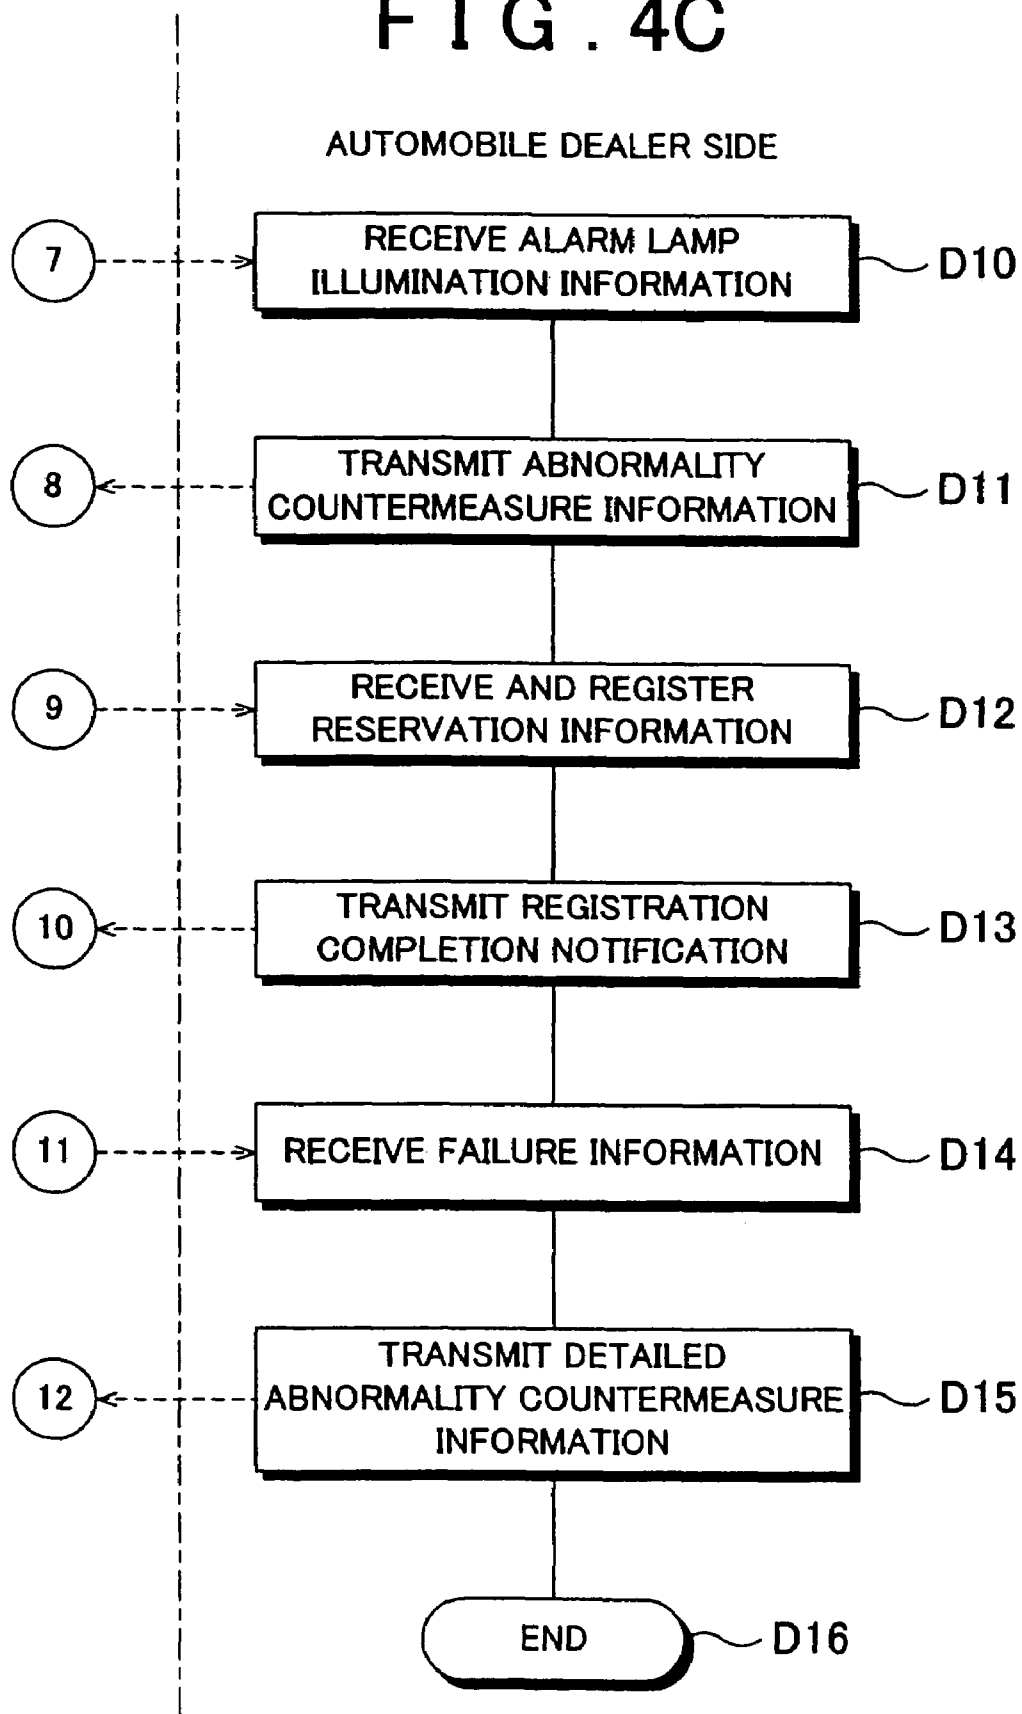 FIG. 4C
AUTOMOBILE DEALER SIDE
7
RECEIVE ALARM LAMP
ILLUMINATION INFORMATION
D10
8
TRANSMIT ABNORMALITY
COUNTERMEASURE INFORMATION
D11
9
RECEIVE AND REGISTER
RESERVATION INFORMATION
D12
10
TRANSMIT REGISTRATION
COMPLETION NOTIFICATION
D13
11
RECEIVE FAILURE INFORMATION
D14
12
TRANSMIT DETAILED
ABNORMALITY COUNTERMEASURE
INFORMATION
D15
END
D16